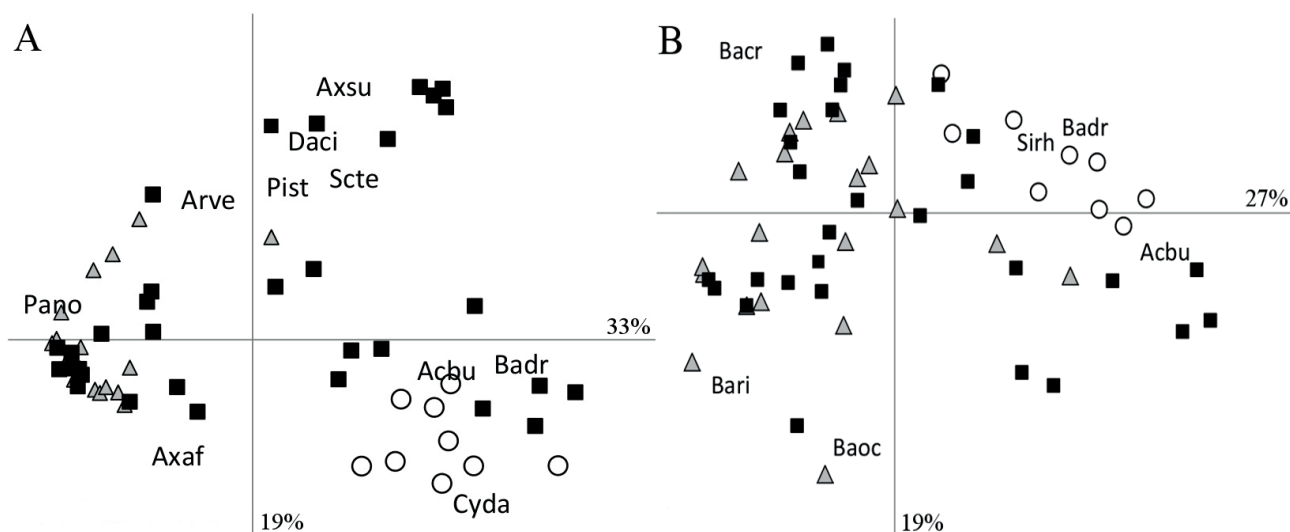 A
Axsu
Daci
Scte
Pist
Arve
Pano
33%
Acbu
Badr
Axaf
Cyda
19%
B
Bacr
Badr
Sirh
27%
Acbu
Bari
Baoc
19%